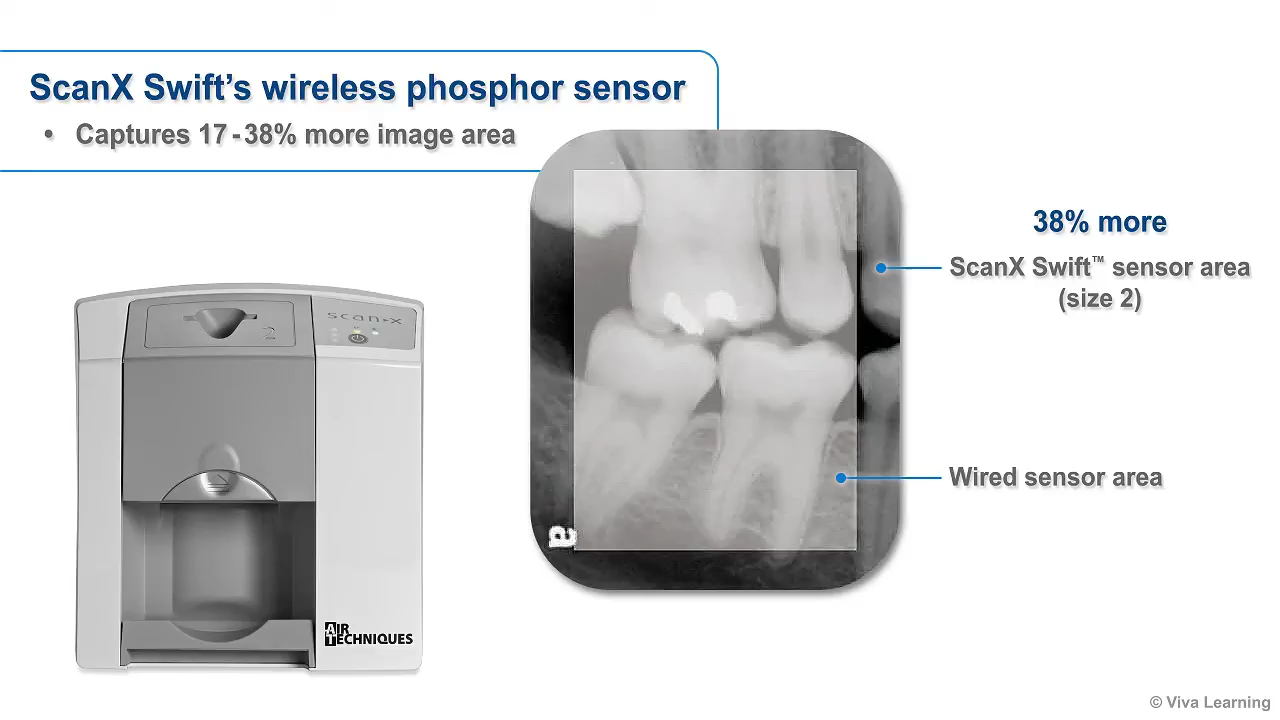 ScanX Swift’s wireless phosphor sensor
• Captures 17-38% more image area
38% more
ScanX Swift™ sensor area
(size 2)
scan▸x
2
Wired sensor area
a
AIR
TECHNIQUES
© Viva Learning